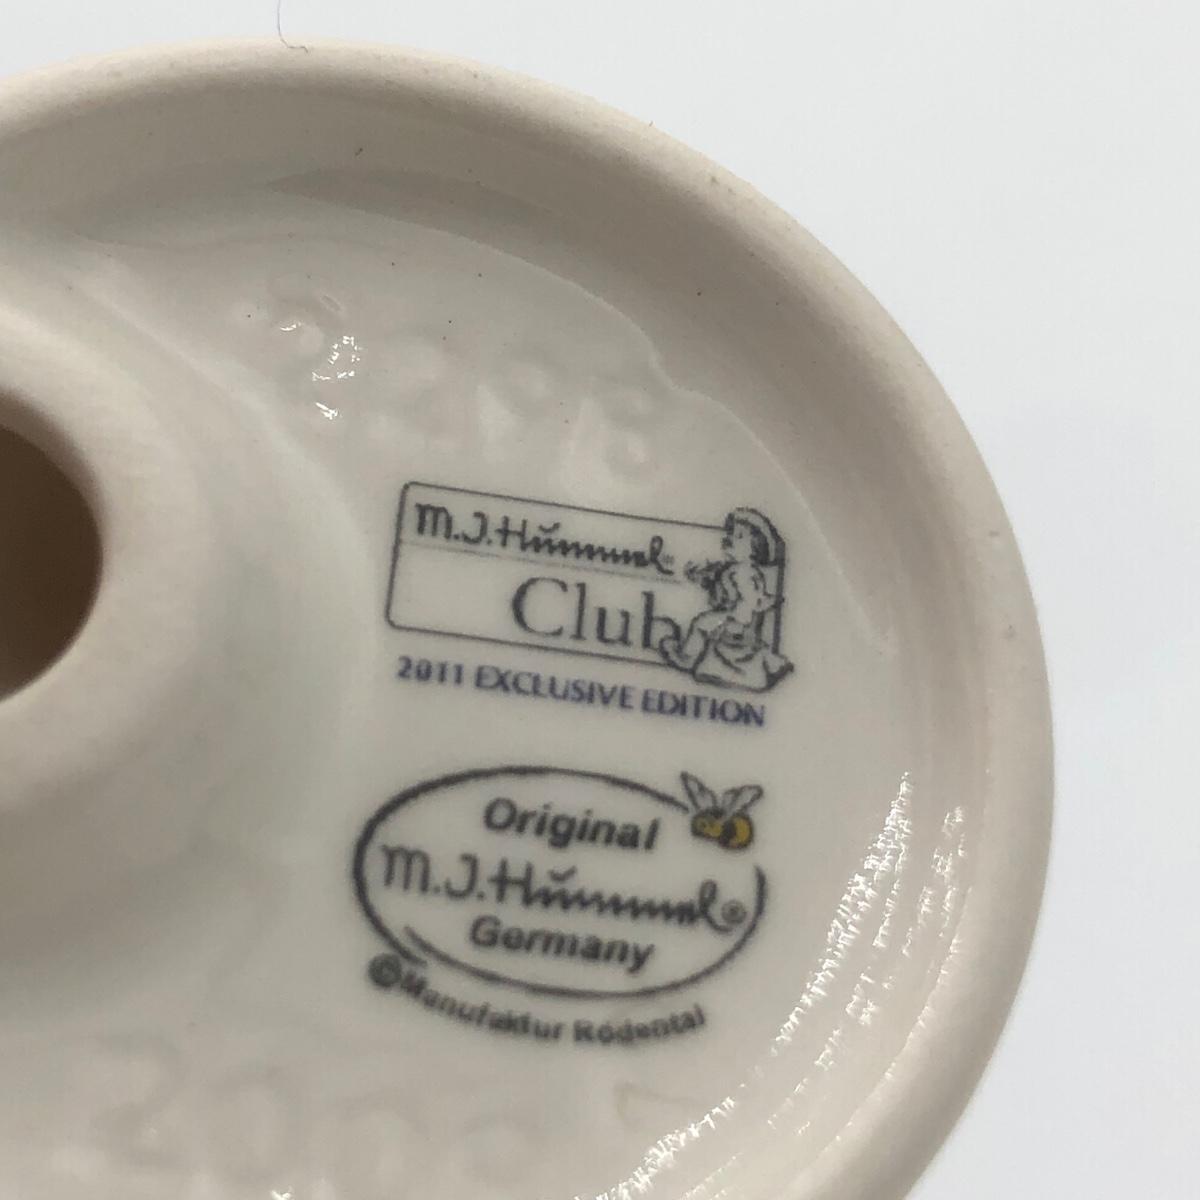 M.J.Hummel®
Club
2011 EXCLUSIVE EDITION
Original
M.J.Hummel®
Germany
©Manufaktur Rödental